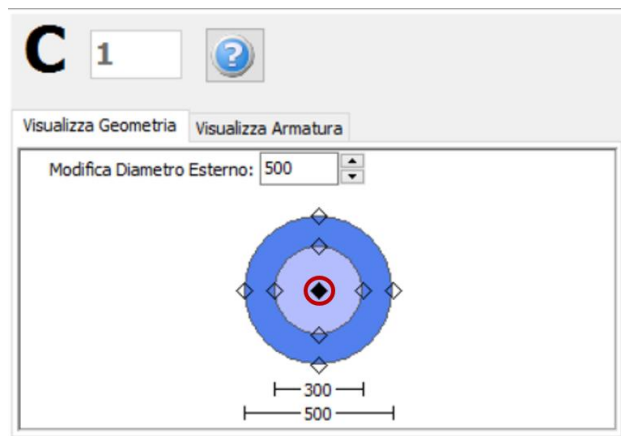 C 1
Visualizza Geometria Visualizza Armatura
Modifica Diametro Esterno: 500
300
500